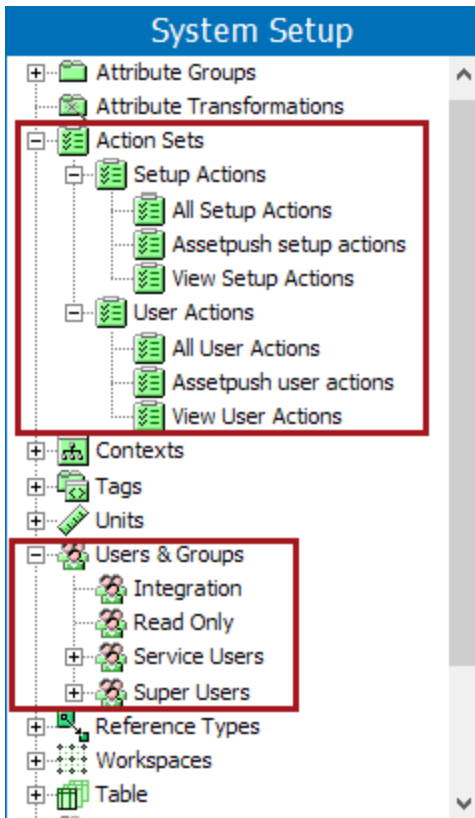 System Setup
Attribute Groups
Attribute Transformations
Action Sets
Setup Actions
All Setup Actions
Assetpush setup actions
View Setup Actions
User Actions
All User Actions
Assetpush user actions
View User Actions
Contexts
Tags
Units
Users & Groups
Integration
Read Only
Service Users
Super Users
Reference Types
Workspaces
Table